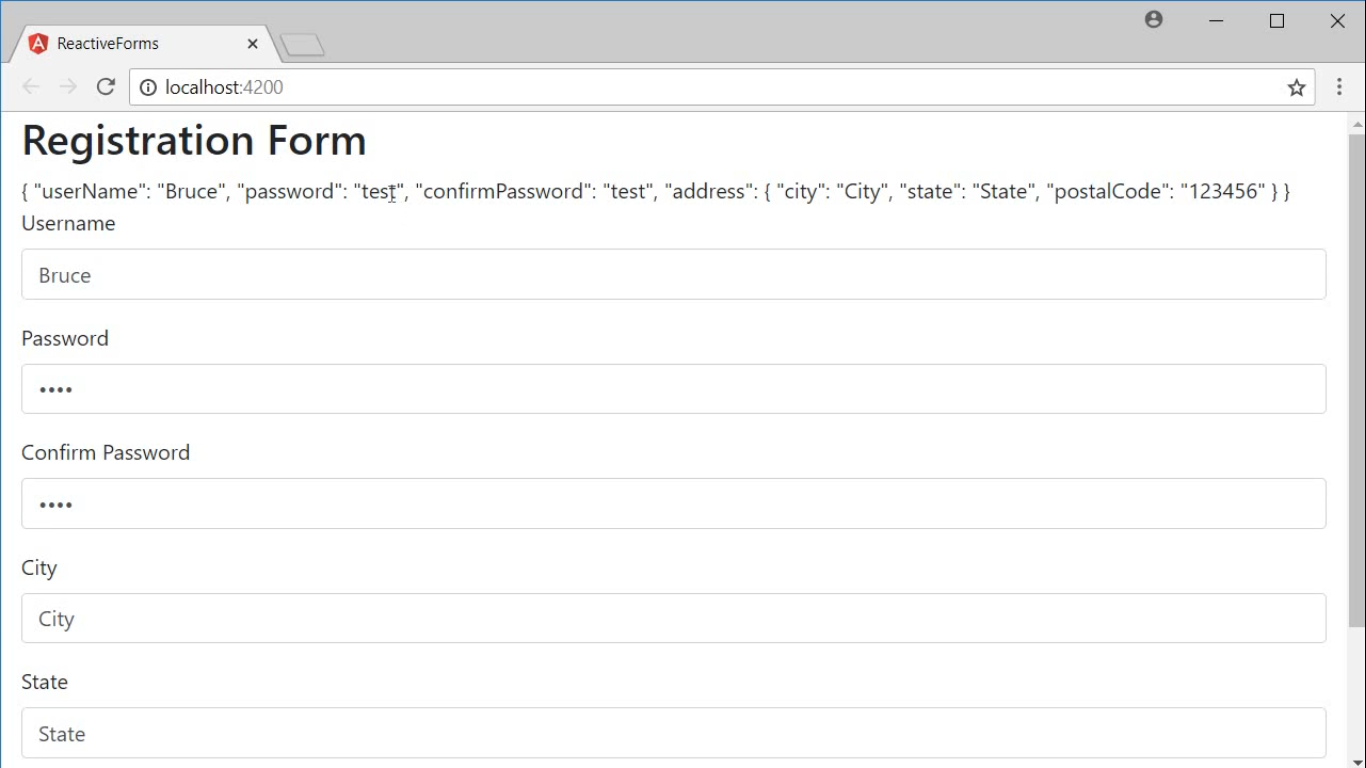 ReactiveForms
localhost:4200
Registration Form
{ "userName": "Bruce", "password": "test", "confirmPassword": "test", "address": { "city": "City", "state": "State", "postalCode": "123456" } }
Username
Bruce
Password
••••
Confirm Password
••••
City
City
State
State